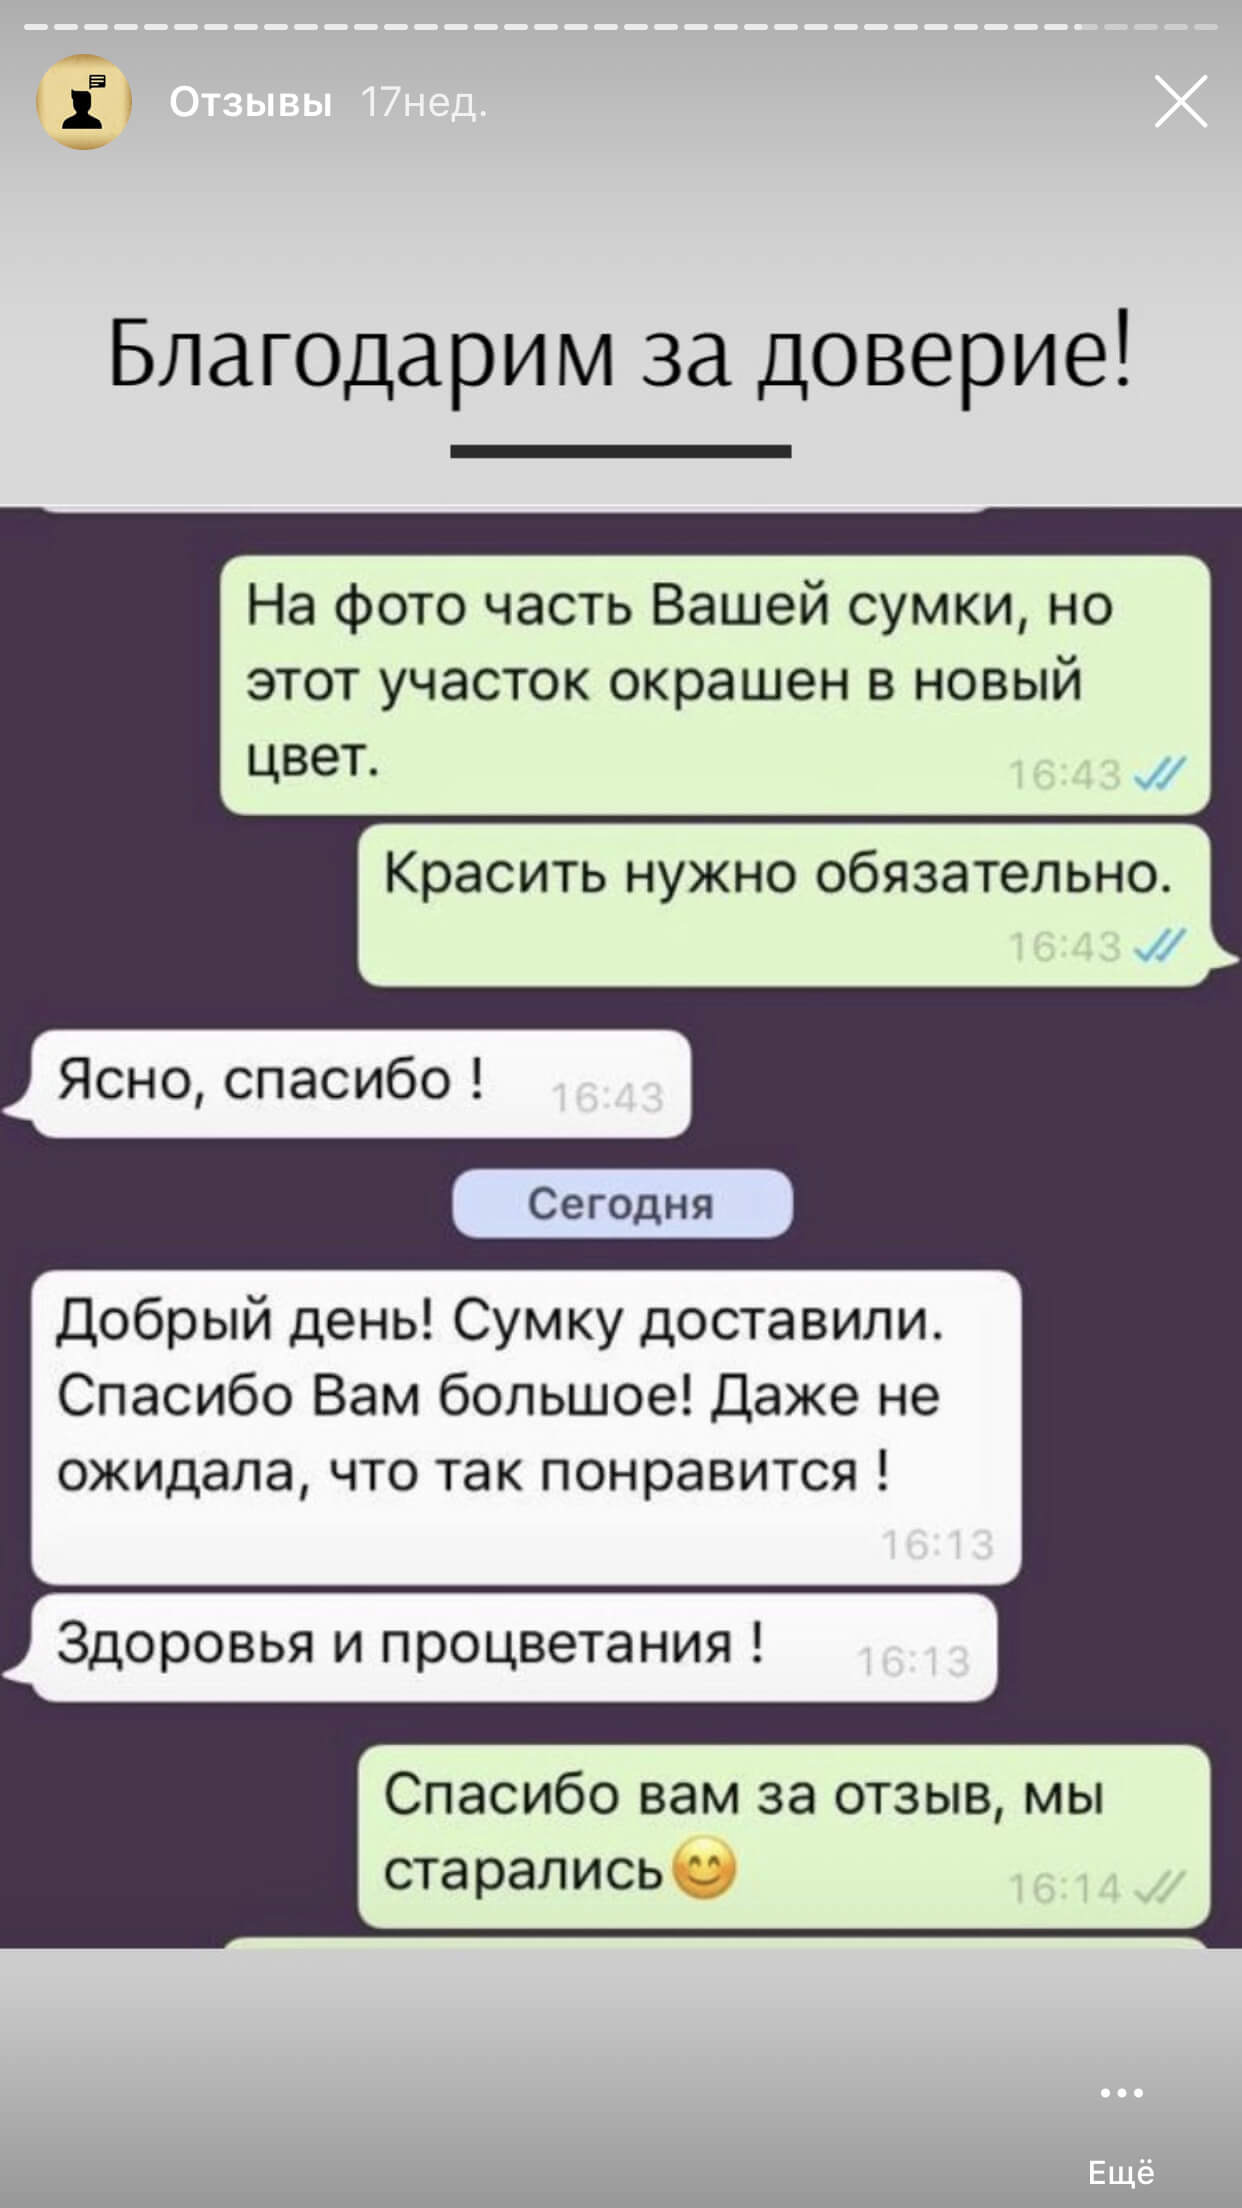 Отзывы 17нед.
Благодарим за доверие!
На фото часть Вашей сумки, но
этот участок окрашен в новый
цвет.
16:43
Красить нужно обязательно.
16:43
Ясно, спасибо !
16:43
Сегодня
Добрый день! Сумку доставили.
Спасибо Вам большое! Даже не
ожидала, что так понравится !
16:13
Здоровья и процветания !
16:13
Спасибо вам за отзыв, мы
старались😊
16:14
Ещё